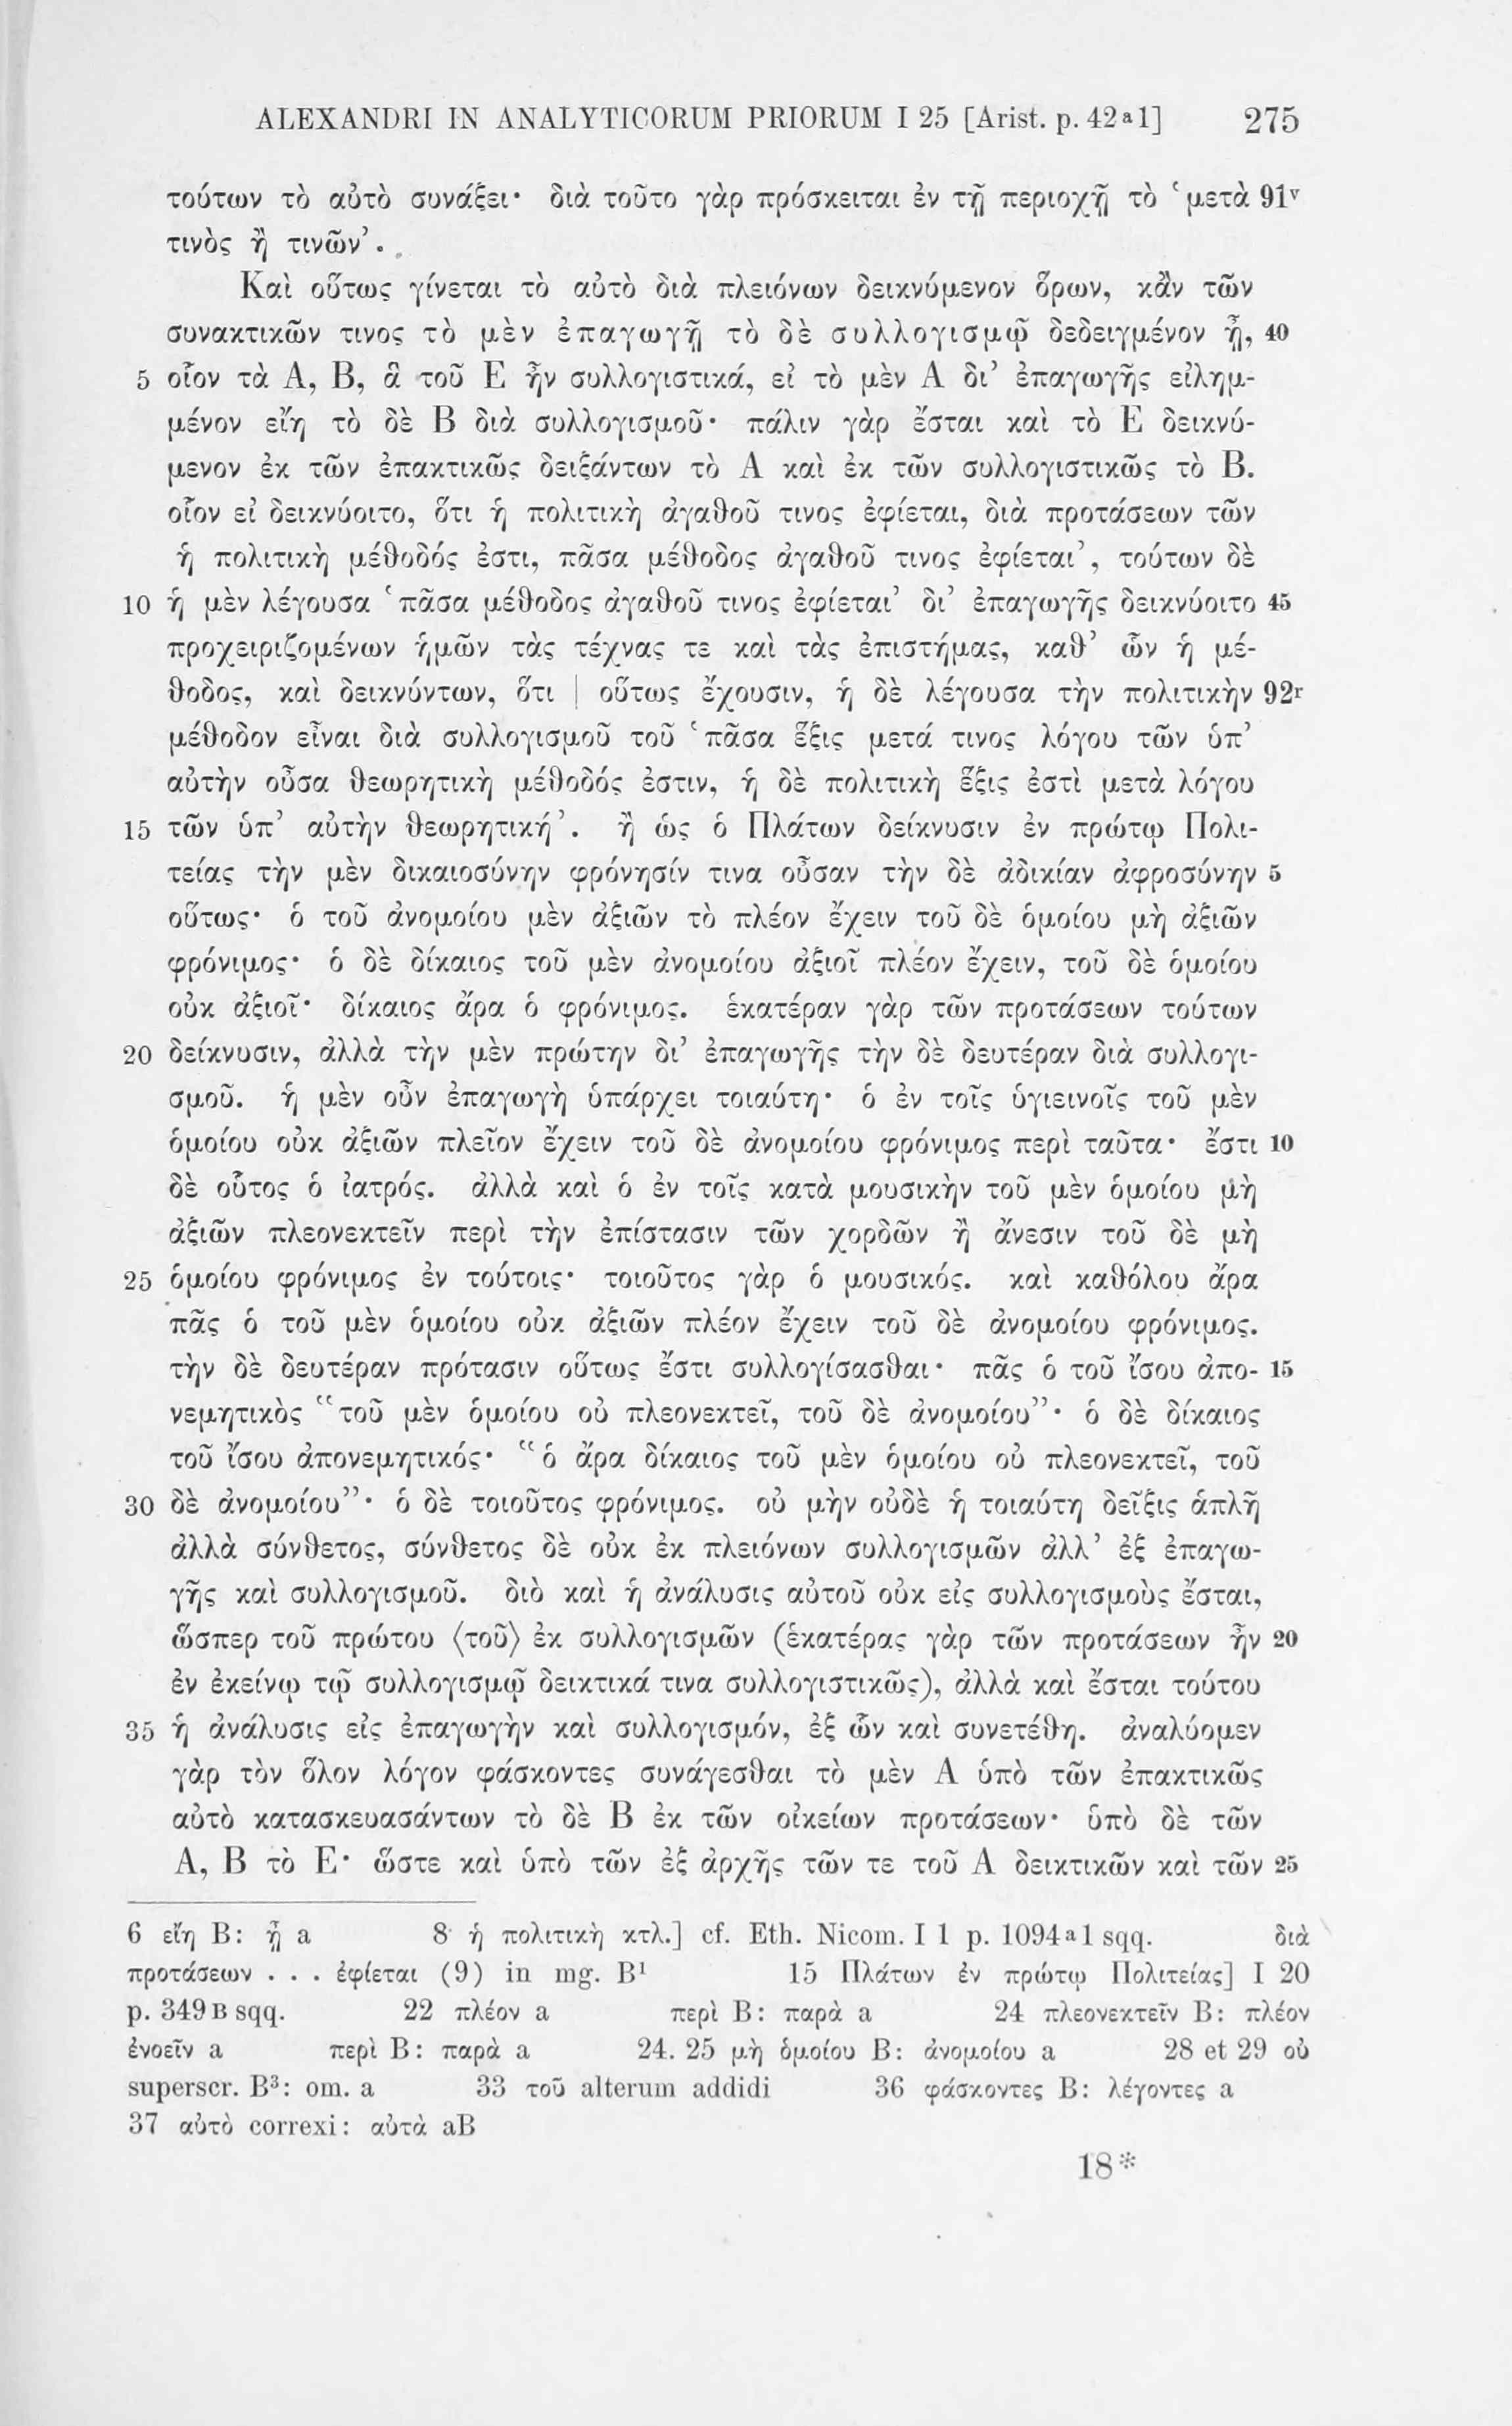 ALEXANDRI IN ANALYTICORUM PRIORUM I 25 [Arist. p. 42ᵃ1] 275
τούτων τὸ αὐτὸ συνάξει· διὰ τοῦτο γὰρ πρόσκειται ἐν τῇ περιοχῇ τὸ ‘μετὰ 91ᵛ
τινὸς ἢ τινῶν’.
Καὶ οὕτως γίνεται τὸ αὐτὸ διὰ πλειόνων δεικνύμενον ὅρων, κἂν τῶν
συνακτικῶν τινος τὸ μὲν ἐπαγωγῇ τὸ δὲ συλλογισμῷ δεδειγμένον ᾖ, 40
5 οἷον τὰ Α, Β, ἃ τοῦ Ε ἦν συλλογιστικά, εἰ τὸ μὲν Α δι’ ἐπαγωγῆς εἰλημ-
μένον εἴη τὸ δὲ Β διὰ συλλογισμοῦ· πάλιν γὰρ ἔσται καὶ τὸ Ε δεικνύ-
μενον ἐκ τῶν ἐπακτικῶς δειξάντων τὸ Α καὶ ἐκ τῶν συλλογιστικῶς τὸ Β.
οἷον εἰ δεικνύοιτο, ὅτι ἡ πολιτικὴ ἀγαθοῦ τινος ἐφίεται, διὰ προτάσεων τῶν
ἡ πολιτικὴ μέθοδός ἐστι, πᾶσα μέθοδος ἀγαθοῦ τινος ἐφίεται’, τούτων δὲ
10 ἡ μὲν λέγουσα ‘πᾶσα μέθοδος ἀγαθοῦ τινος ἐφίεται’ δι’ ἐπαγωγῆς δεικνύοιτο 45
προχειριζομένων ἡμῶν τὰς τέχνας τε καὶ τὰς ἐπιστήμας, καθ’ ὧν ἡ μέ-
θοδος, καὶ δεικνύντων, ὅτι | οὕτως ἔχουσιν, ἡ δὲ λέγουσα τὴν πολιτικὴν 92ʳ
μέθοδον εἶναι διὰ συλλογισμοῦ τοῦ ‘πᾶσα ἕξις μετά τινος λόγου τῶν ὑπ’
αὐτὴν οὖσα θεωρητικὴ μέθοδός ἐστιν, ἡ δὲ πολιτικὴ ἕξις ἐστὶ μετὰ λόγου
15 τῶν ὑπ’ αὐτὴν θεωρητική’. ἢ ὡς ὁ Πλάτων δείκνυσιν ἐν πρώτῳ Πολι-
τείας τὴν μὲν δικαιοσύνην φρόνησίν τινα οὖσαν τὴν δὲ ἀδικίαν ἀφροσύνην 5
οὕτως· ὁ τοῦ ἀνομοίου μὲν ἀξιῶν τὸ πλέον ἔχειν τοῦ δὲ ὁμοίου μὴ ἀξιῶν
φρόνιμος· ὁ δὲ δίκαιος τοῦ μὲν ἀνομοίου ἀξιοῖ πλέον ἔχειν, τοῦ δὲ ὁμοίου
οὐκ ἀξιοῖ· δίκαιος ἄρα ὁ φρόνιμος. ἑκατέραν γὰρ τῶν προτάσεων τούτων
20 δείκνυσιν, ἀλλὰ τὴν μὲν πρώτην δι’ ἐπαγωγῆς τὴν δὲ δευτέραν διὰ συλλογι-
σμοῦ. ἡ μὲν οὖν ἐπαγωγὴ ὑπάρχει τοιαύτη· ὁ ἐν τοῖς ὑγιεινοῖς τοῦ μὲν
ὁμοίου οὐκ ἀξιῶν πλεῖον ἔχειν τοῦ δὲ ἀνομοίου φρόνιμος περὶ ταῦτα· ἔστι 10
δὲ οὗτος ὁ ἰατρός. ἀλλὰ καὶ ὁ ἐν τοῖς κατὰ μουσικὴν τοῦ μὲν ὁμοίου μὴ
ἀξιῶν πλεονεκτεῖν περὶ τὴν ἐπίστασιν τῶν χορδῶν ἢ ἄνεσιν τοῦ δὲ μὴ
25 ὁμοίου φρόνιμος ἐν τούτοις· τοιοῦτος γὰρ ὁ μουσικός. καὶ καθόλου ἄρα
πᾶς ὁ τοῦ μὲν ὁμοίου οὐκ ἀξιῶν πλέον ἔχειν τοῦ δὲ ἀνομοίου φρόνιμος.
τὴν δὲ δευτέραν πρότασιν οὕτως ἔστι συλλογίσασθαι· πᾶς ὁ τοῦ ἴσου ἀπο- 15
νεμητικὸς “τοῦ μὲν ὁμοίου οὐ πλεονεκτεῖ, τοῦ δὲ ἀνομοίου”· ὁ δὲ δίκαιος
τοῦ ἴσου ἀπονεμητικός· “ὁ ἄρα δίκαιος τοῦ μὲν ὁμοίου οὐ πλεονεκτεῖ, τοῦ
30 δὲ ἀνομοίου”· ὁ δὲ τοιοῦτος φρόνιμος. οὐ μὴν οὐδὲ ἡ τοιαύτη δεῖξις ἁπλῆ
ἀλλὰ σύνθετος, σύνθετος δὲ οὐκ ἐκ πλειόνων συλλογισμῶν ἀλλ’ ἐξ ἐπαγω-
γῆς καὶ συλλογισμοῦ. διὸ καὶ ἡ ἀνάλυσις αὐτοῦ οὐκ εἰς συλλογισμοὺς ἔσται,
ὥσπερ τοῦ πρώτου ⟨τοῦ⟩ ἐκ συλλογισμῶν (ἑκατέρας γὰρ τῶν προτάσεων ἦν 20
ἐν ἐκείνῳ τῷ συλλογισμῷ δεικτικά τινα συλλογιστικῶς), ἀλλὰ καὶ ἔσται τούτου
35 ἡ ἀνάλυσις εἰς ἐπαγωγὴν καὶ συλλογισμόν, ἐξ ὧν καὶ συνετέθη. ἀναλύομεν
γὰρ τὸν ὅλον λόγον φάσκοντες συνάγεσθαι τὸ μὲν Α ὑπὸ τῶν ἐπακτικῶς
αὐτὸ κατασκευασάντων τὸ δὲ Β ἐκ τῶν οἰκείων προτάσεων· ὑπὸ δὲ τῶν
Α, Β τὸ Ε· ὥστε καὶ ὑπὸ τῶν ἐξ ἀρχῆς τῶν τε τοῦ Α δεικτικῶν καὶ τῶν 25
6 εἴη B: ᾖ a 8 ἡ πολιτικὴ κτλ.] cf. Eth. Nicom. I 1 p. 1094ᵃ1 sqq. διὰ
προτάσεων . . . ἐφίεται (9) in mg. B¹ 15 Πλάτων ἐν πρώτῳ Πολιτείας] I 20
p. 349B sqq. 22 πλέον a περὶ B: παρὰ a 24 πλεονεκτεῖν B: πλέον
ἑνοεῖν a περὶ B: παρὰ a 24. 25 μὴ ὁμοίου B: ἀνομοίου a 28 et 29 οὐ
superscr. B³: om. a 33 τοῦ alterum addidi 36 φάσκοντες B: λέγοντες a
37 αὐτὸ correxi: αὐτὰ aB
18*